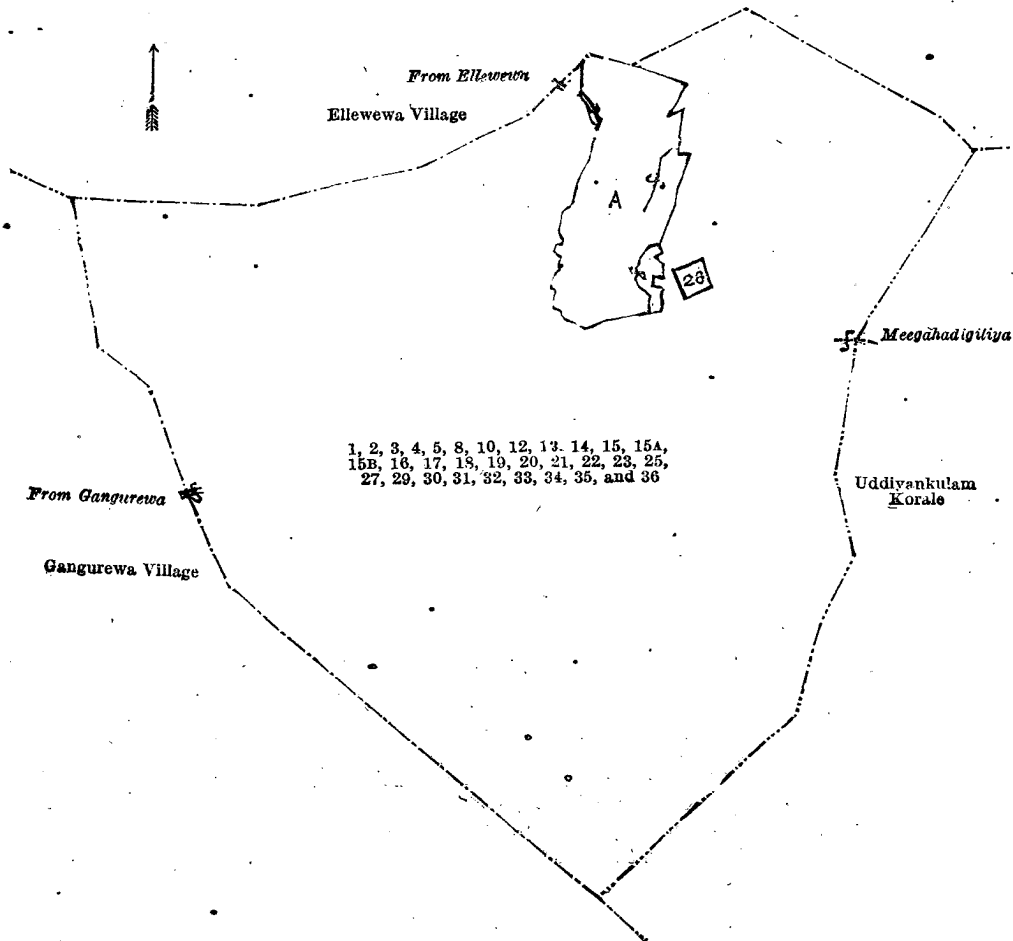 From Ellewewa
Ellewewa Village
A
28
Meegahadigiliya
1, 2, 3, 4, 5, 8, 10, 12, 13. 14, 15, 15A,
15B, 16, 17, 18, 19, 20, 21, 22, 23, 25,
27, 29, 30, 31, 32, 33, 34, 35, and 36
From Gangurewa
Uddiyankulam
Korale
Gangurewa Village